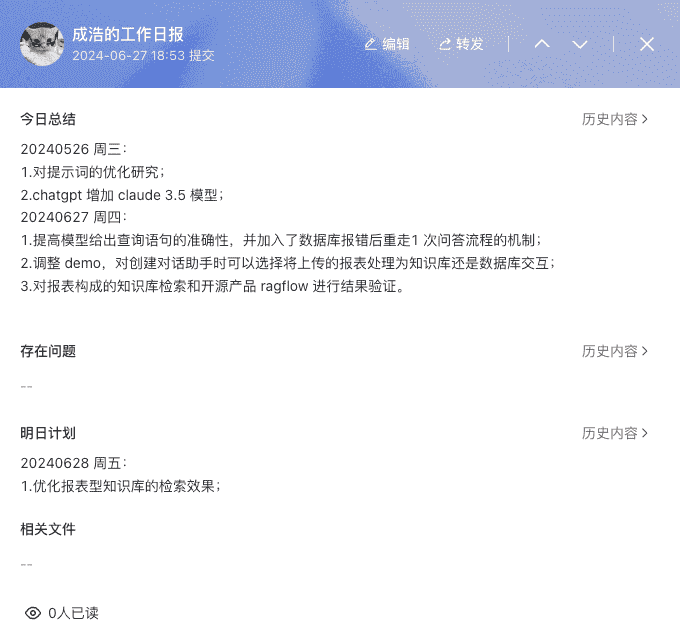 成浩的工作日报
2024-06-27 18:53 提交
编辑
转发
今日总结
历史内容
20240526 周三：
1.对提示词的优化研究；
2.chatgpt 增加 claude 3.5 模型；
20240627 周四：
1.提高模型给出查询语句的准确性，并加入了数据库报错后重走1 次问答流程的机制；
2.调整 demo，对创建对话助手时可以选择将上传的报表处理为知识库还是数据库交互；
3.对报表构成的知识库检索和开源产品 ragflow 进行结果验证。
存在问题
历史内容
--
明日计划
历史内容
20240628 周五：
1.优化报表型知识库的检索效果；
相关文件
--
0人已读